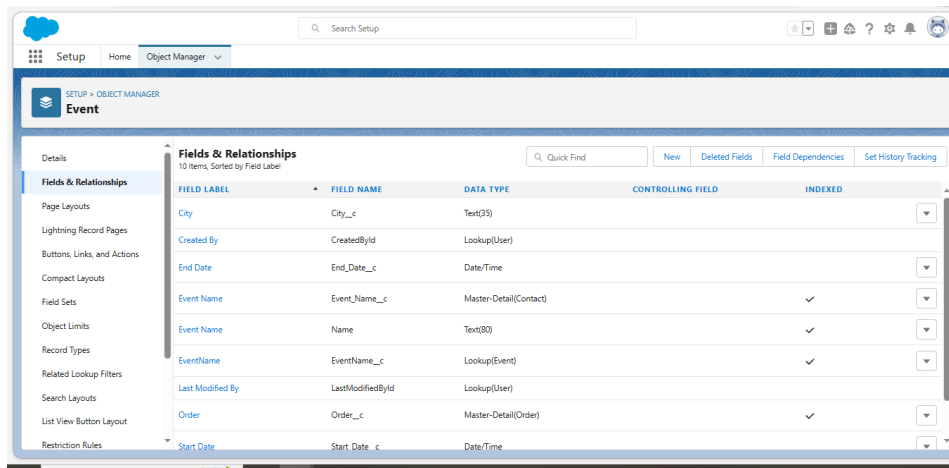 Search Setup
Setup Home Object Manager
SETUP > OBJECT MANAGER
Event
Details
Fields & Relationships
Page Layouts
Lightning Record Pages
Buttons, Links, and Actions
Compact Layouts
Field Sets
Object Limits
Record Types
Related Lookup Filters
Search Layouts
List View Button Layout
Restriction Rules
Fields & Relationships
10 Items, Sorted by Field Label
Quick Find New Deleted Fields Field Dependencies Set History Tracking
FIELD LABEL FIELD NAME DATA TYPE CONTROLLING FIELD INDEXED
City City__c Text(35)
Created By CreatedById Lookup(User)
End Date End_Date__c Date/Time
Event Name Event_Name__c Master-Detail(Contact)
Event Name Name Text(80)
EventName EventName__c Lookup(Event)
Last Modified By LastModifiedById Lookup(User)
Order Order__c Master-Detail(Order)
Start Date Start_Date__c Date/Time